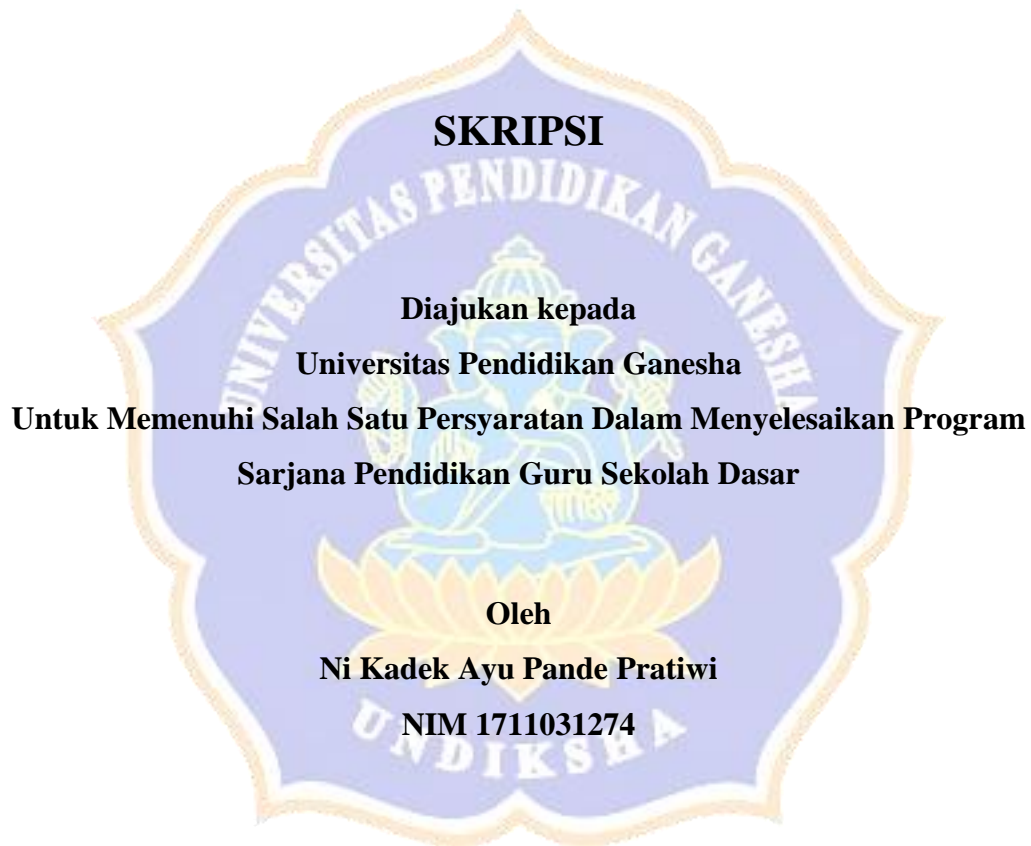 SKRIPSI
UNIVERSITAS PENDIDIKAN GANESHA
Diajukan kepada
Universitas Pendidikan Ganesha
Untuk Memenuhi Salah Satu Persyaratan Dalam Menyelesaikan Program
Sarjana Pendidikan Guru Sekolah Dasar
Oleh
Ni Kadek Ayu Pande Pratiwi
NIM 1711031274
UNDIKSHA